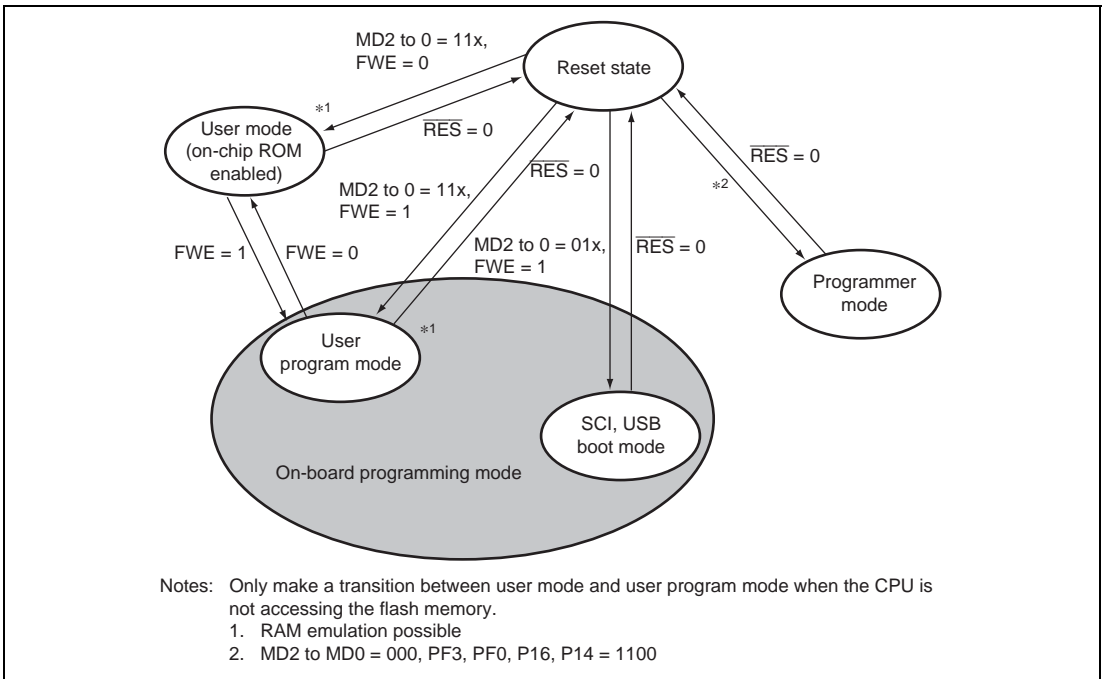 MD2 to 0 = 11x,
FWE = 0
Reset state
*1
RES = 0
User mode
(on-chip ROM
enabled)
MD2 to 0 = 11x,
FWE = 1
RES = 0
RES = 0
*2
FWE = 1
FWE = 0
MD2 to 0 = 01x,
FWE = 1
RES = 0
Programmer
mode
User
program mode
*1
SCI, USB
boot mode
On-board programming mode
Notes: Only make a transition between user mode and user program mode when the CPU is
not accessing the flash memory.
1. RAM emulation possible
2. MD2 to MD0 = 000, PF3, PF0, P16, P14 = 1100